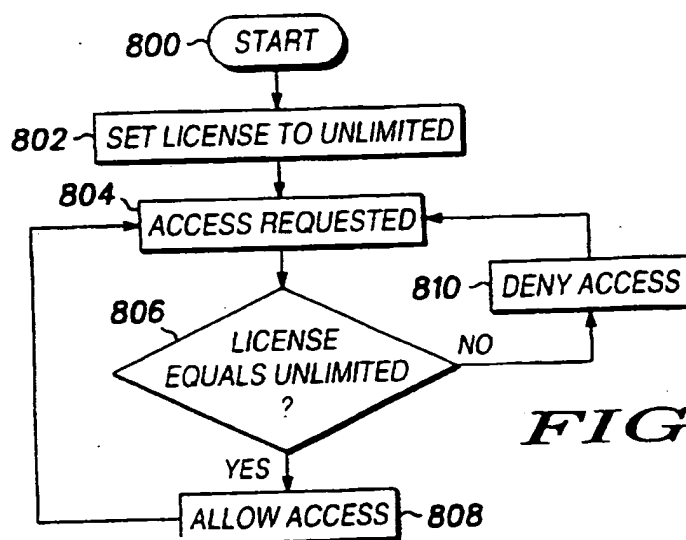 800
START
802
SET LICENSE TO UNLIMITED
804
ACCESS REQUESTED
810
DENY ACCESS
806
LICENSE
EQUALS UNLIMITED
?
NO
FIG
YES
ALLOW ACCESS
808